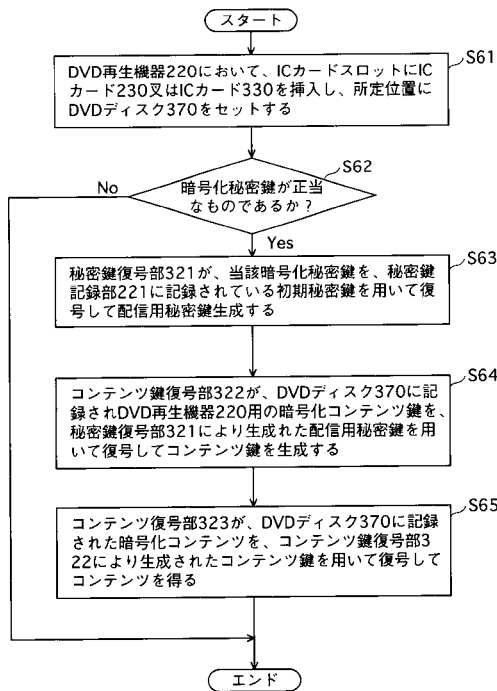 スタート
S61
DVD再生機器220において、ICカードスロットにIC
カード230叉はICカード330を挿入し、所定位置に
DVDディスク370をセットする
S62
No
暗号化秘密鍵が正当
なものであるか？
Yes
S63
秘密鍵復号部321が、当該暗号化秘密鍵を、秘密鍵
記録部221に記録されている初期秘密鍵を用いて復
号して配信用秘密鍵生成する
S64
コンテンツ鍵復号部322が、DVDディスク370に記
録されDVD再生機器220用の暗号化コンテンツ鍵を、
秘密鍵復号部321により生成された配信用秘密鍵を用
いて復号してコンテンツ鍵を生成する
S65
コンテンツ復号部323が、DVDディスク370に記録
された暗号化コンテンツを、コンテンツ鍵復号部3
22により生成されたコンテンツ鍵を用いて復号して
コンテンツを得る
エンド